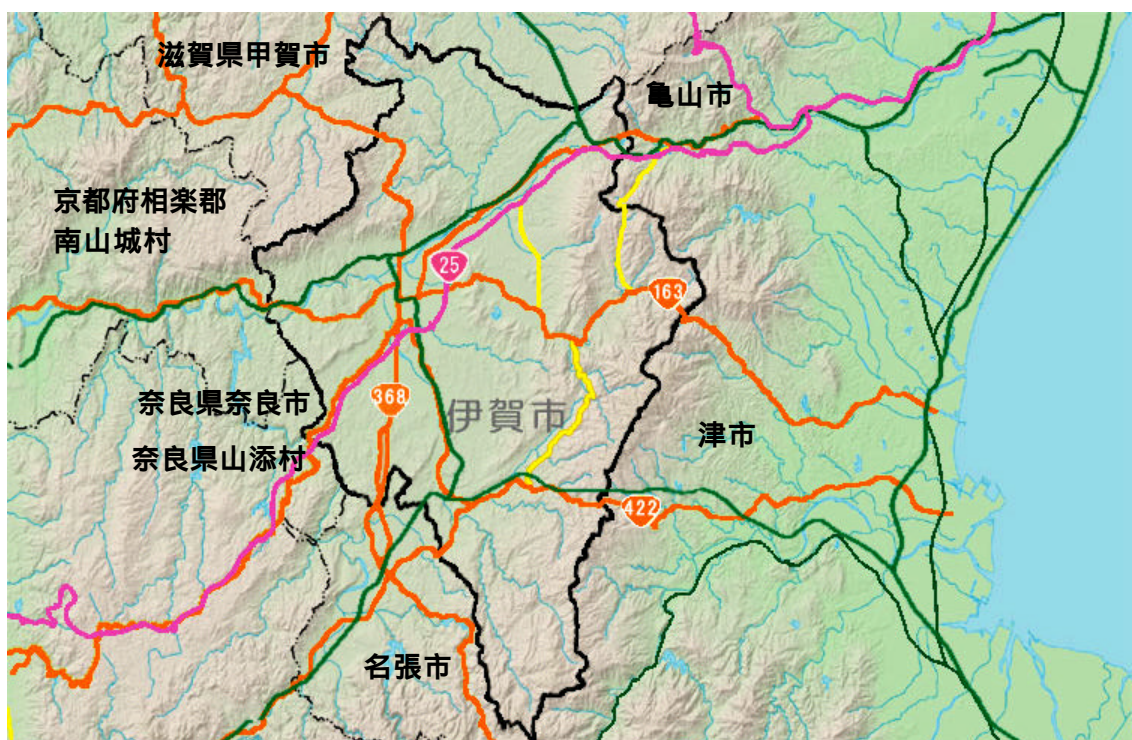 滋賀県甲賀市
亀山市
京都府相楽郡
南山城村
25
163
奈良県奈良市
368
伊賀市
津市
奈良県山添村
422
名張市